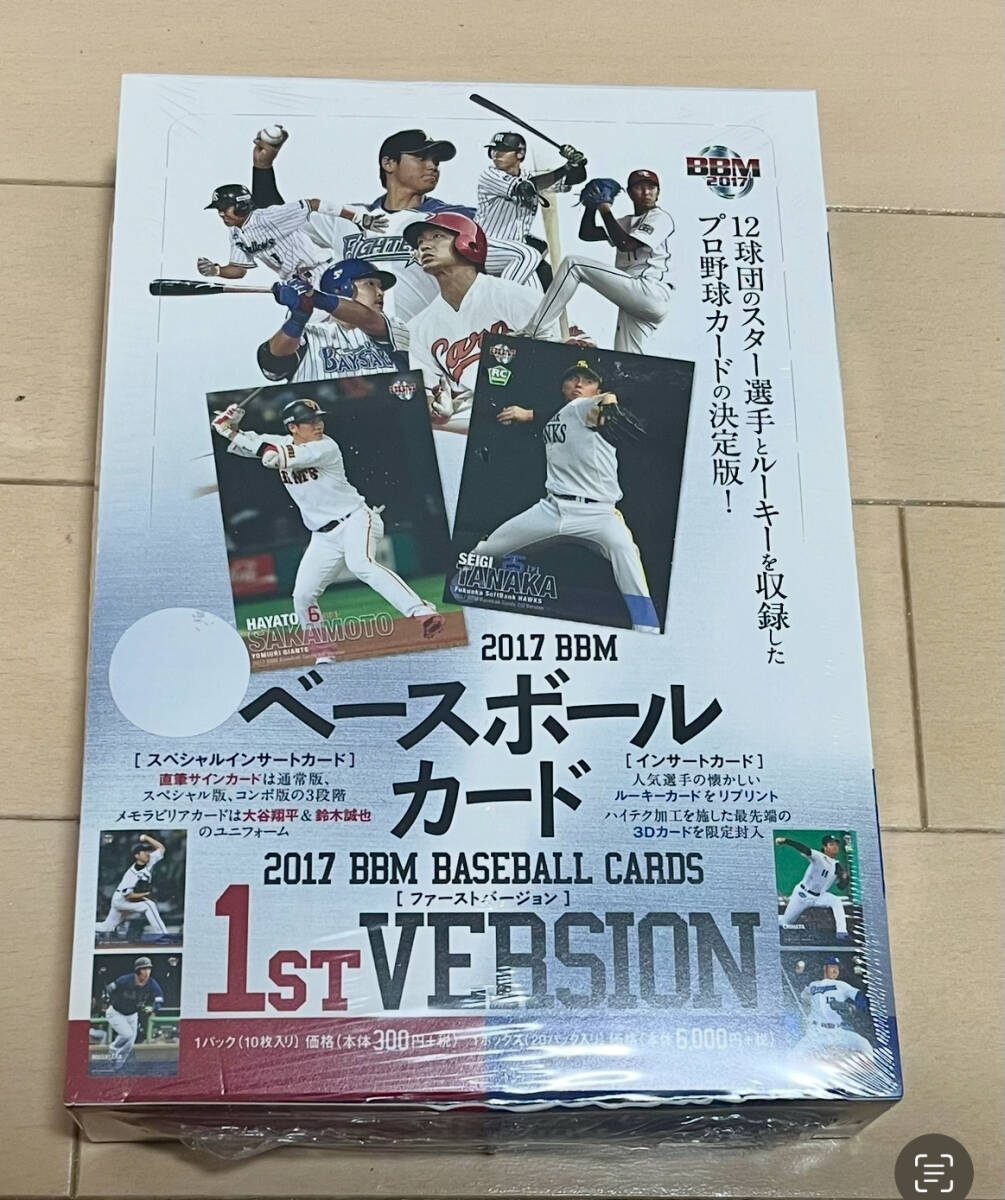 BBM
2017
12球団のスター選手とルーキーを収録した
プロ野球カードの決定版!
FIGHTERS
BAYSTARS
RC
HAYATO 6
SAKAMOTO
YOMIURI GIANTS
SEIGI 25
TANAKA
Fukuoka SoftBank HAWKS
2017 BBM
ベースボール
カード
[スペシャルインサートカード]
直筆サインカードは通常版、
スペシャル版、コンボ版の3段階
メモラビリアカードは大谷翔平&鈴木誠也
のユニフォーム
[インサートカード]
人気選手の懐かしい
ルーキーカードをリプリント
ハイテク加工を施した最先端の
3Dカードを限定封入
2017 BBM BASEBALL CARDS
[ファーストバージョン]
1ST VERSION
1パック(10枚入り) 価格(本体300円+税) 1ボックス(20パック入り) 価格(本体6,000円+税)